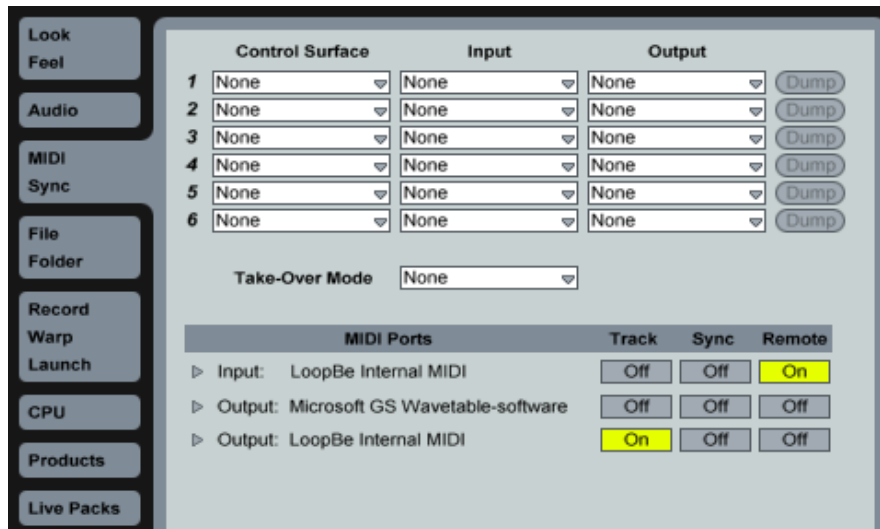 Look
Feel
Audio
MIDI
Sync
File
Folder
Record
Warp
Launch
CPU
Products
Live Packs
Control Surface Input Output
1 None None None Dump
2 None None None Dump
3 None None None Dump
4 None None None Dump
5 None None None Dump
6 None None None Dump
Take-Over Mode None
MIDI Ports Track Sync Remote
Input: LoopBe Internal MIDI Off Off On
Output: Microsoft GS Wavetable-software Off Off Off
Output: LoopBe Internal MIDI On Off Off